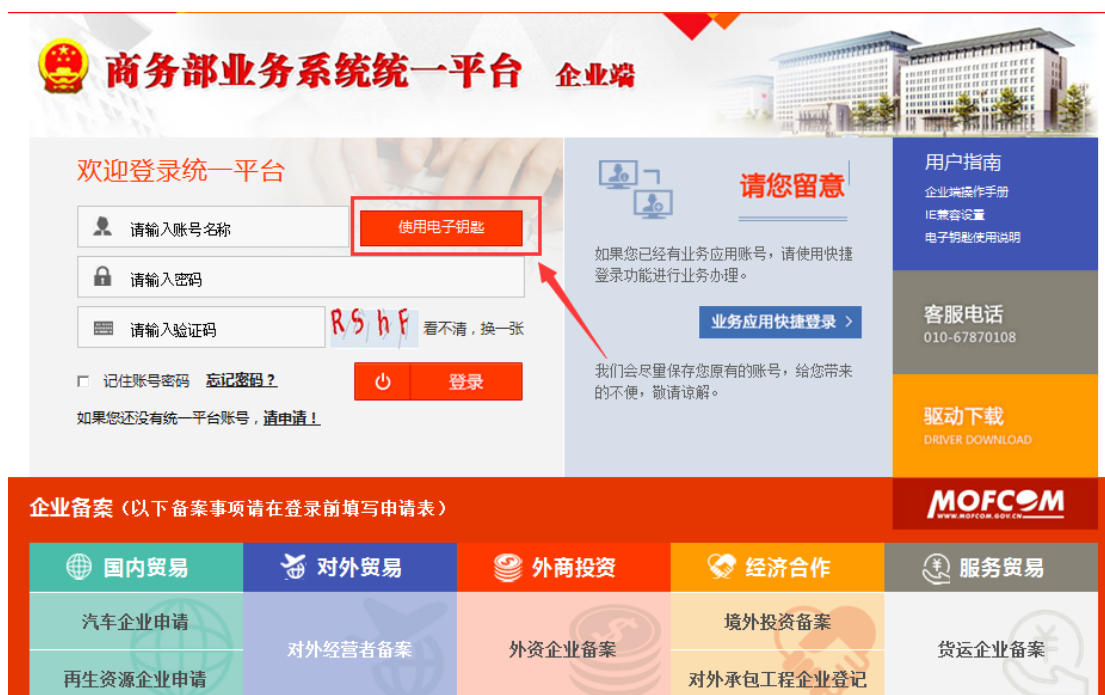 商务部业务系统统一平台 企业端
欢迎登录统一平台
请输入账号名称
使用电子钥匙
请输入密码
请输入验证码
RShF
看不清，换一张
记住账号密码 忘记密码？
登录
如果您还没有统一平台账号，请申请！
请您留意
如果您已经有业务应用账号，请使用快捷
登录功能进行业务办理。
业务应用快捷登录 >
我们会尽量保存您原有的账号，给您带来
的不便，敬请谅解。
用户指南
企业端操作手册
IE兼容设置
电子钥匙使用说明
客服电话
010-67870108
驱动下载
DRIVER DOWNLOAD
企业备案（以下备案事项请在登录前填写申请表）
MOFCOM
WWW.MOFCOM.GOV.CN
国内贸易
对外贸易
外商投资
经济合作
服务贸易
汽车企业申请
再生资源企业申请
对外经营者备案
外资企业备案
境外投资备案
对外承包工程企业登记
货运企业备案